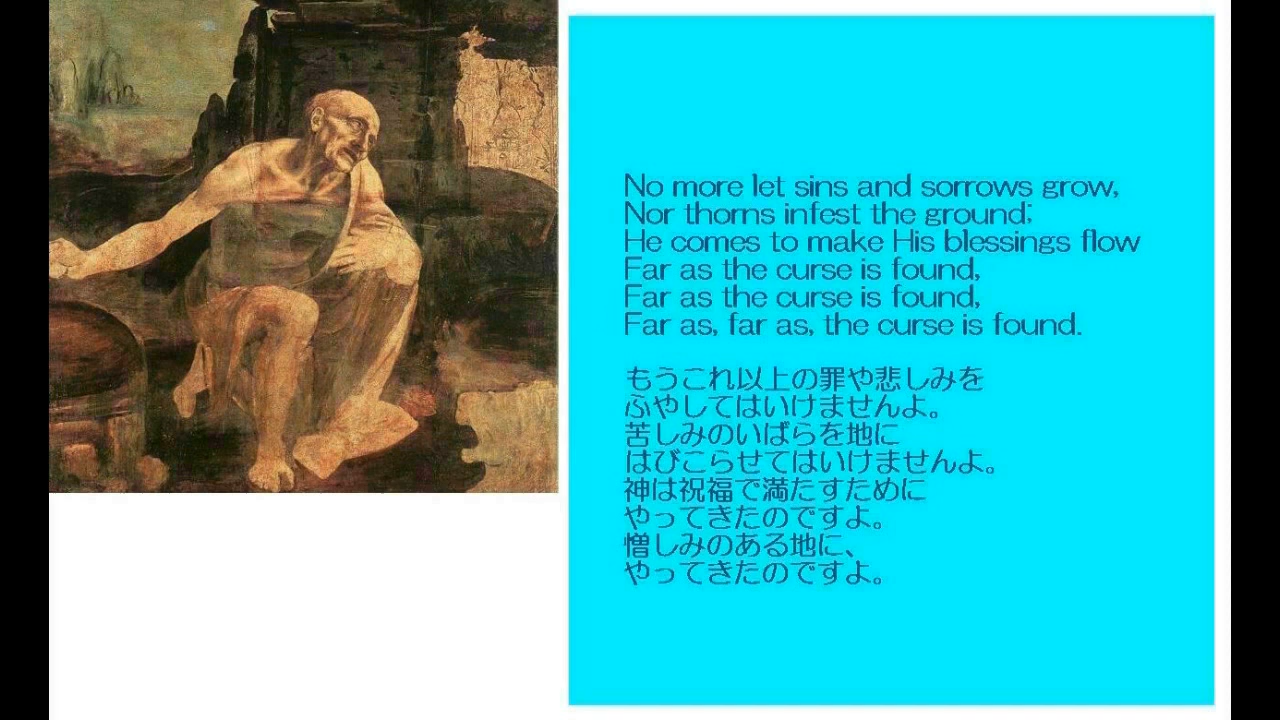 No more let sins and sorrows grow,
Nor thorns infest the ground;
He comes to make His blessings flow
Far as the curse is found,
Far as the curse is found,
Far as, far as, the curse is found.
もうこれ以上の罪や悲しみを
ふやしてはいけませんよ。
苦しみのいばらを地に
はびこらせてはいけませんよ。
神は祝福で満たすために
やってきたのですよ。
憎しみのある地に、
やってきたのですよ。